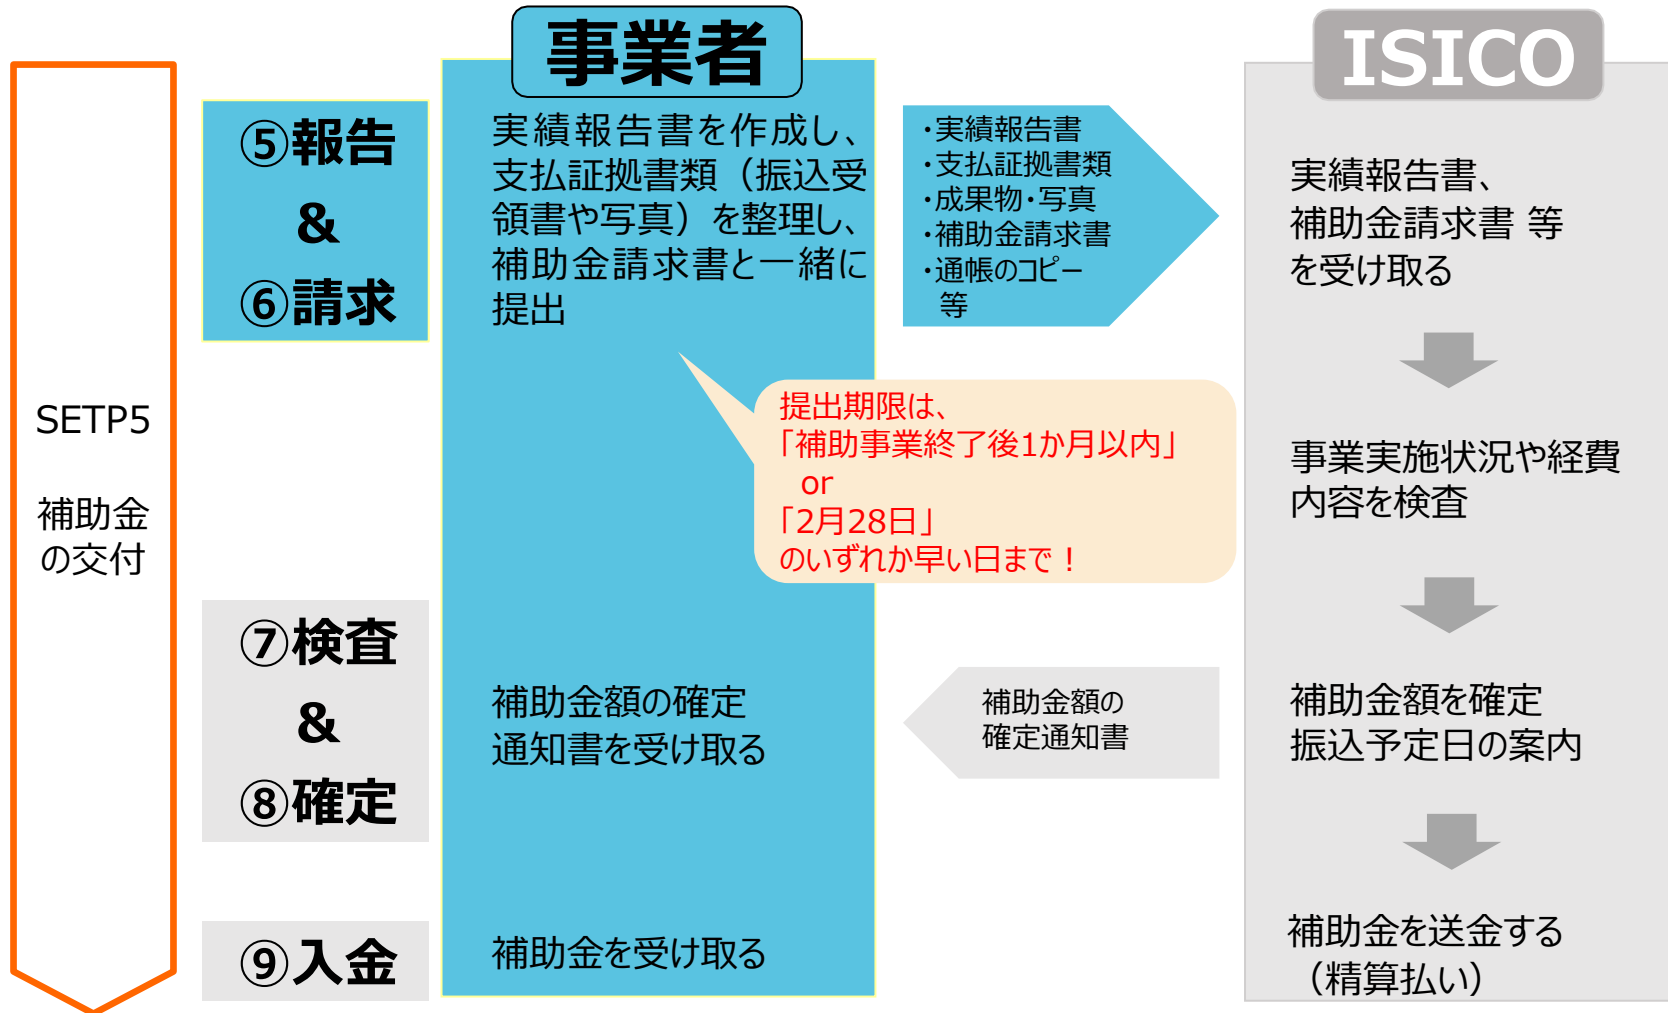 事業者
ISICO
SETP5
補助金
の交付
⑤報告
&
⑥請求
実績報告書を作成し、
支払証拠書類（振込受
領書や写真）を整理し、
補助金請求書と一緒に
提出
・実績報告書
・支払証拠書類
・成果物・写真
・補助金請求書
・通帳のコピー
等
実績報告書、
補助金請求書 等
を受け取る
提出期限は、
「補助事業終了後1か月以内」
or
「2月28日」
のいずれか早い日まで！
事業実施状況や経費
内容を検査
⑦検査
&
⑧確定
補助金額の確定
通知書を受け取る
補助金額の
確定通知書
補助金額を確定
振込予定日の案内
⑨入金
補助金を受け取る
補助金を送金する
（精算払い）